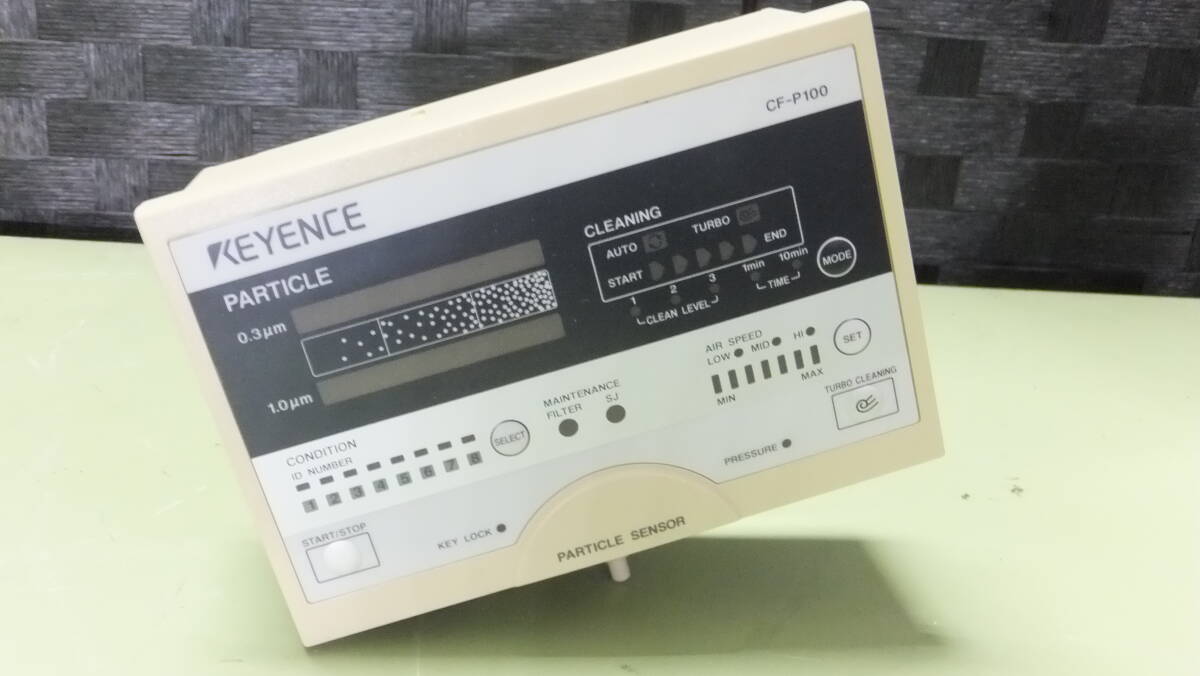 CF-P100
KEYENCE
PARTICLE
0.3μm
1.0μm
CLEANING
AUTO TURBO
START END
1 2 3 1min 10min
CLEAN LEVEL TIME
MODE
AIR SPEED
LOW MID HI
MIN MAX
SET
TURBO CLEANING
MAINTENANCE
FILTER SJ
CONDITION
ID NUMBER
1 2 3 4 5 6 7 8
SELECT
START/STOP
KEY LOCK
PRESSURE
PARTICLE SENSOR